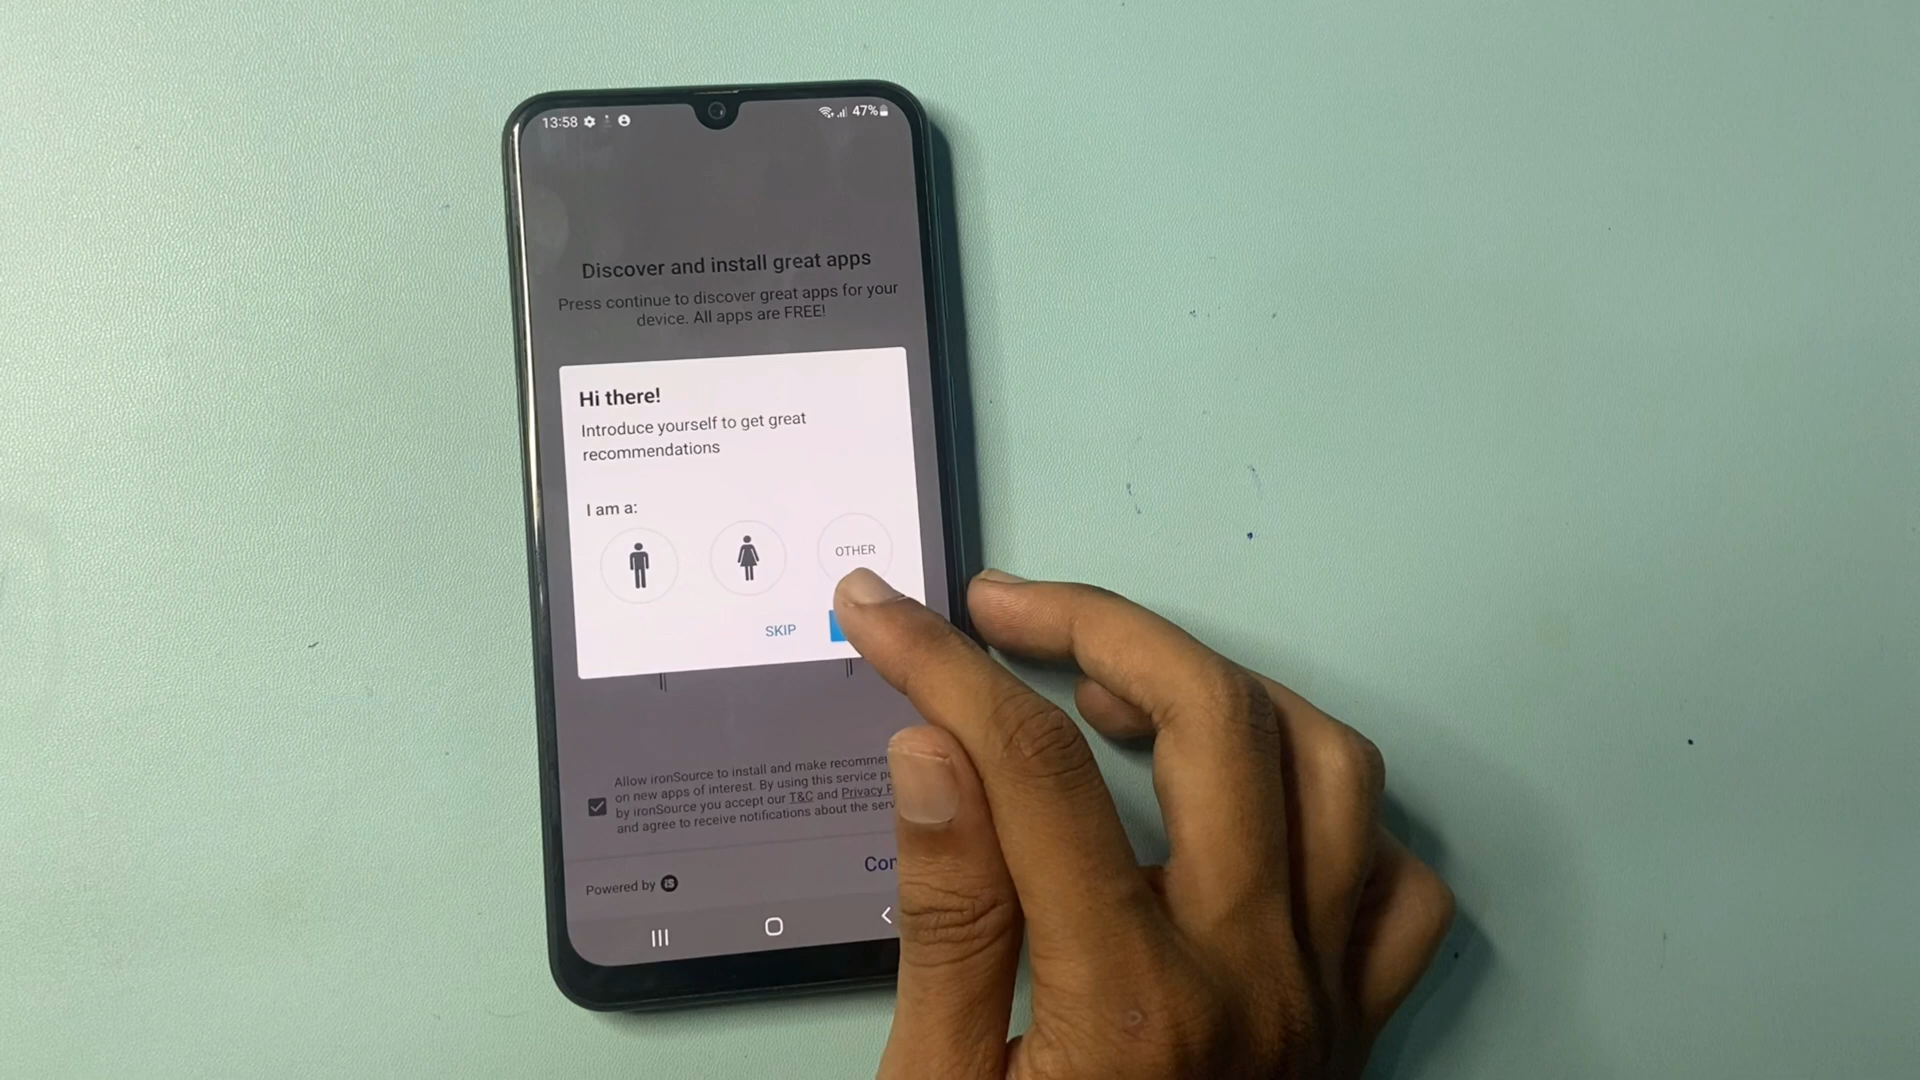 13:58
47%
Discover and install great apps
Press continue to discover great apps for your
device. All apps are FREE!
Hi there!
Introduce yourself to get great
recommendations
I am a:
OTHER
SKIP
Allow ironSource to install and make
on new apps of interest. By using this service
by ironSource you accept our T&C and Privacy
and agree to receive notifications about the
Powered by iS